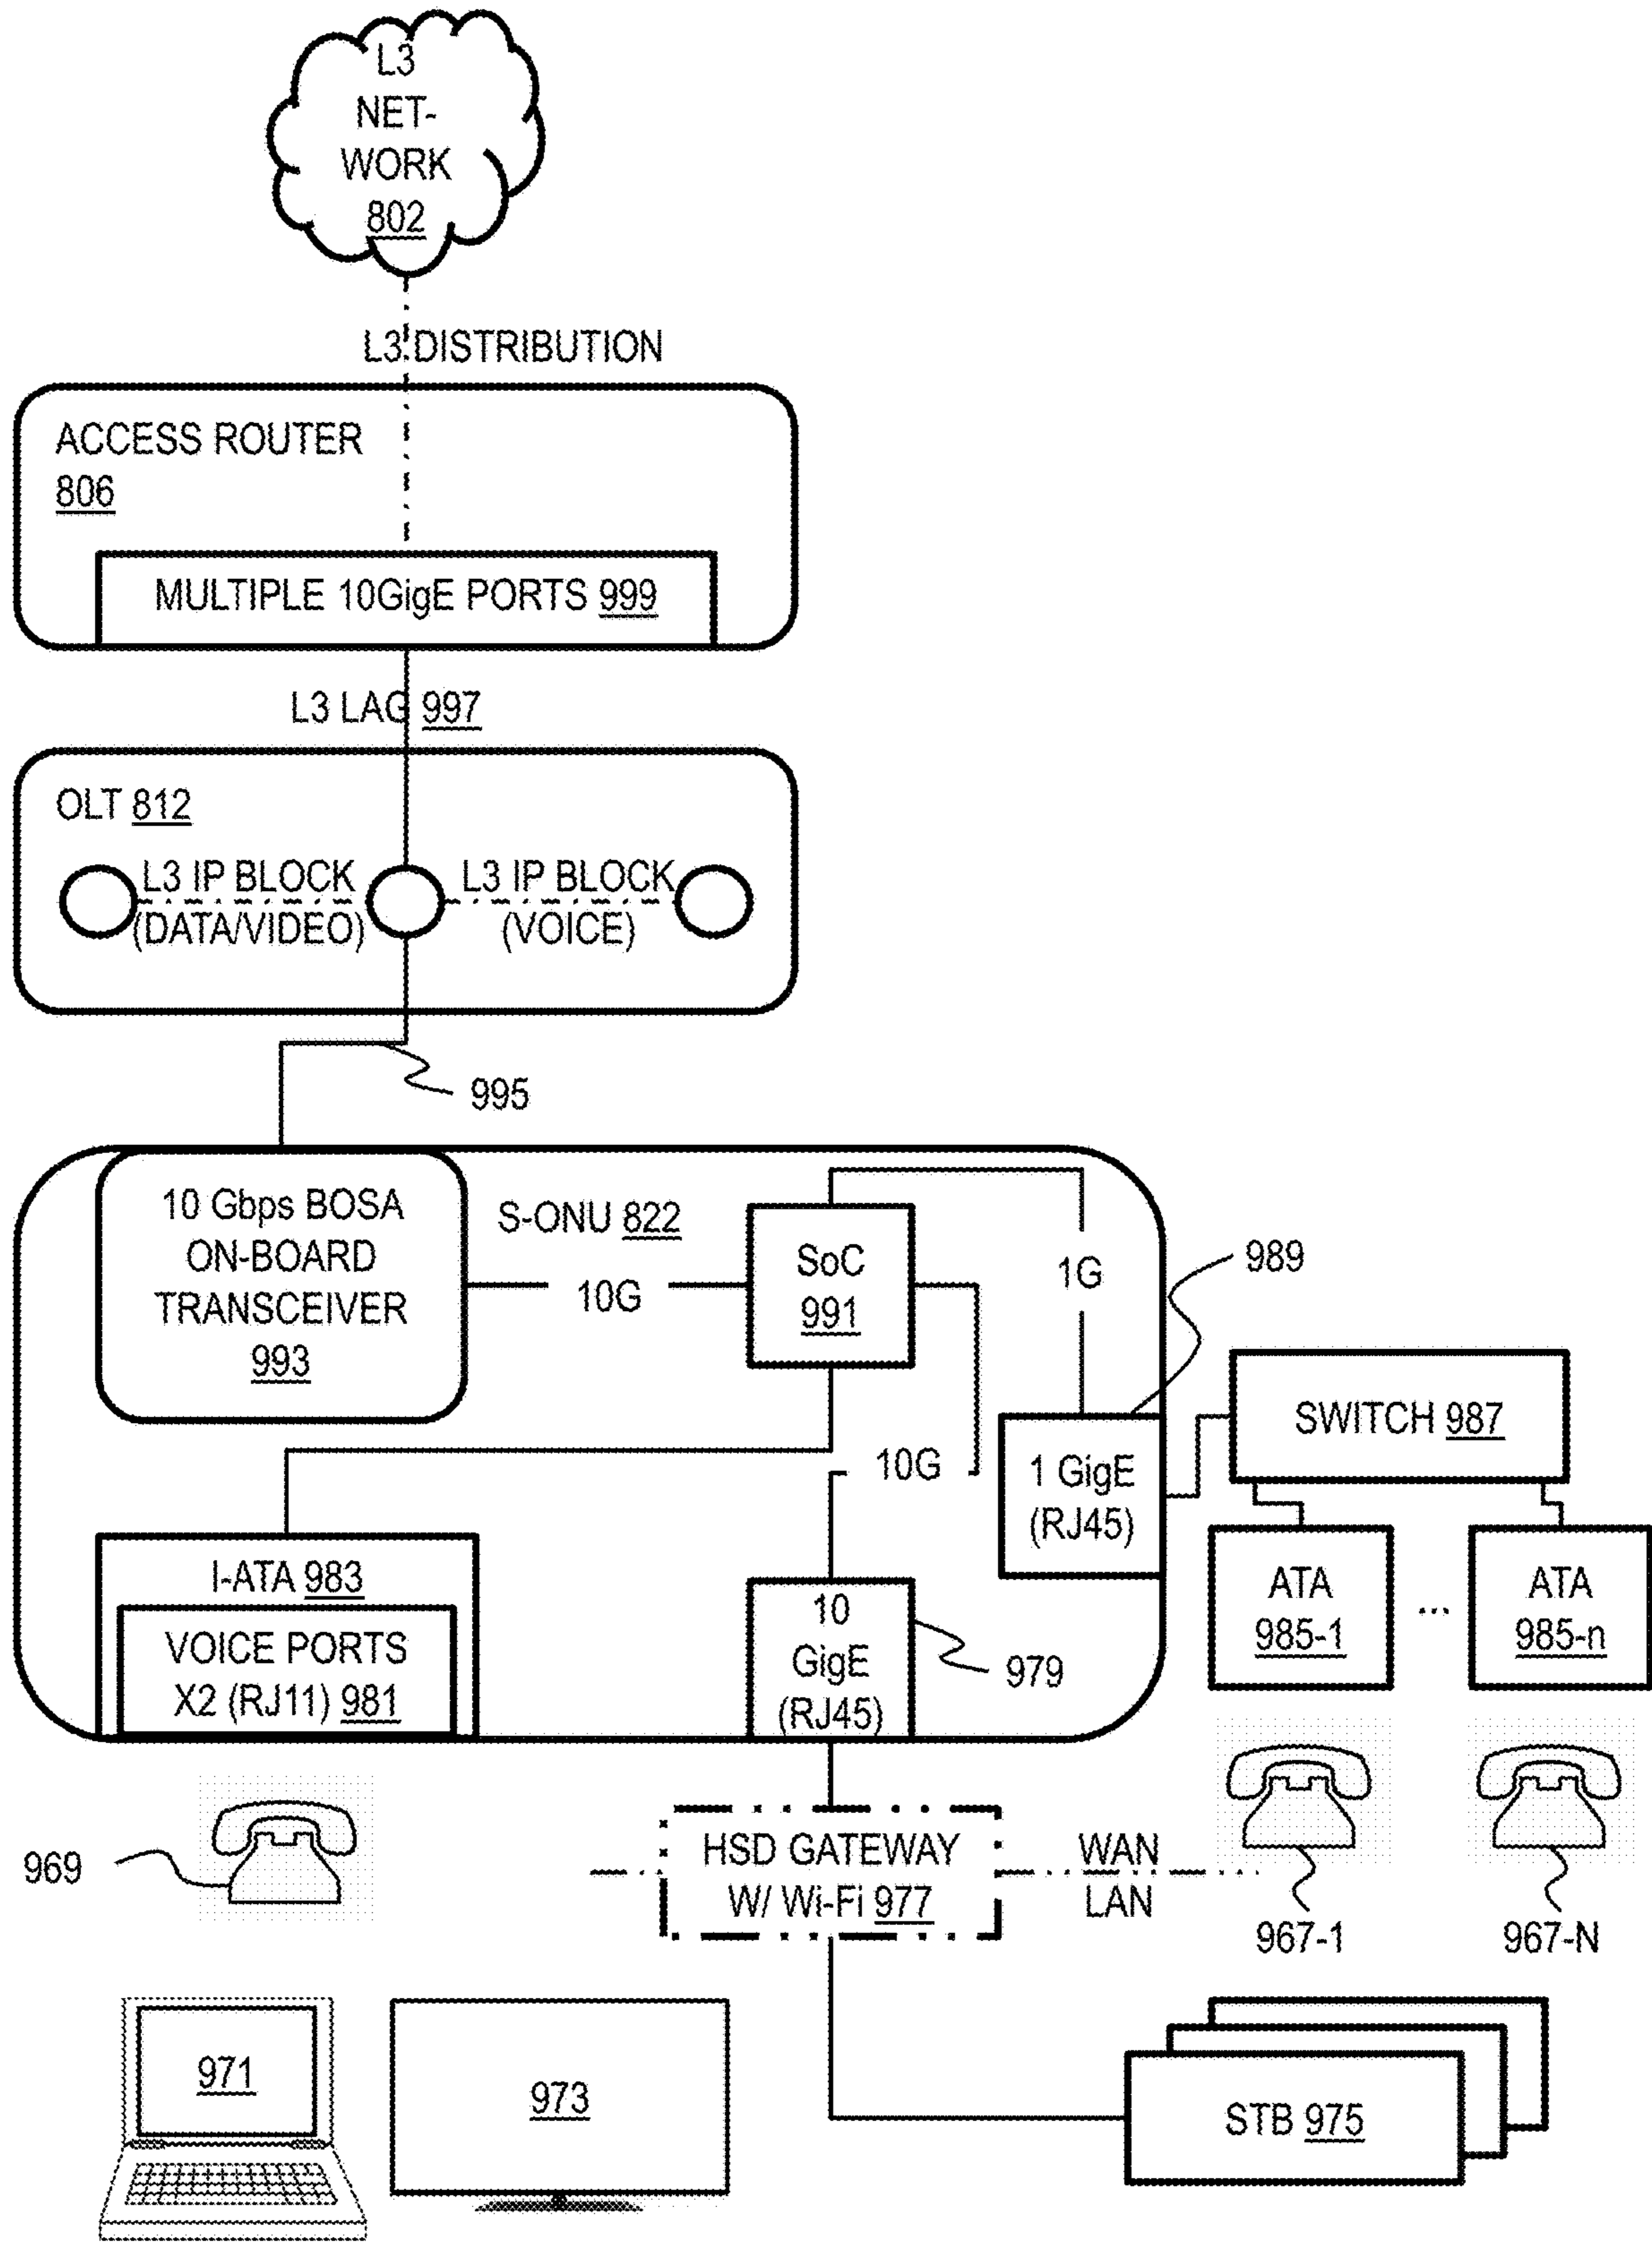 L3
NET-
WORK
802
L3 DISTRIBUTION
ACCESS ROUTER
806
MULTIPLE 10GigE PORTS 999
L3 LAG 997
OLT 812
L3 IP BLOCK
(DATA/VIDEO)
L3 IP BLOCK
(VOICE)
995
10 Gbps BOSA
ON-BOARD
TRANSCEIVER
993
S-ONU 822
10G
SoC
991
1G
989
SWITCH 987
10G
1 GigE
(RJ45)
I-ATA 983
VOICE PORTS
X2 (RJ11) 981
10
GigE
(RJ45)
979
ATA
985-1
...
ATA
985-n
969
HSD GATEWAY
W/ Wi-Fi 977
WAN
LAN
967-1
967-N
971
973
STB 975